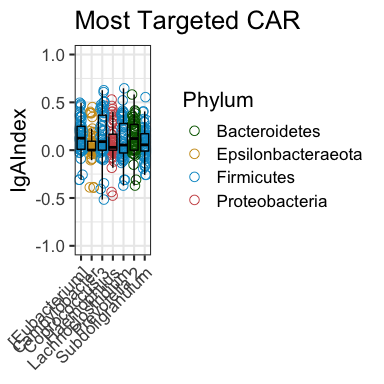 Most Targeted CAR
IgAIndex
1.0
0.5
0.0
-0.5
-1.0
[Eubacterium]
Campylobacter
Subdoligranulum
Phylum
Bacteroidetes
Epsilonbacteraeota
Firmicutes
Proteobacteria